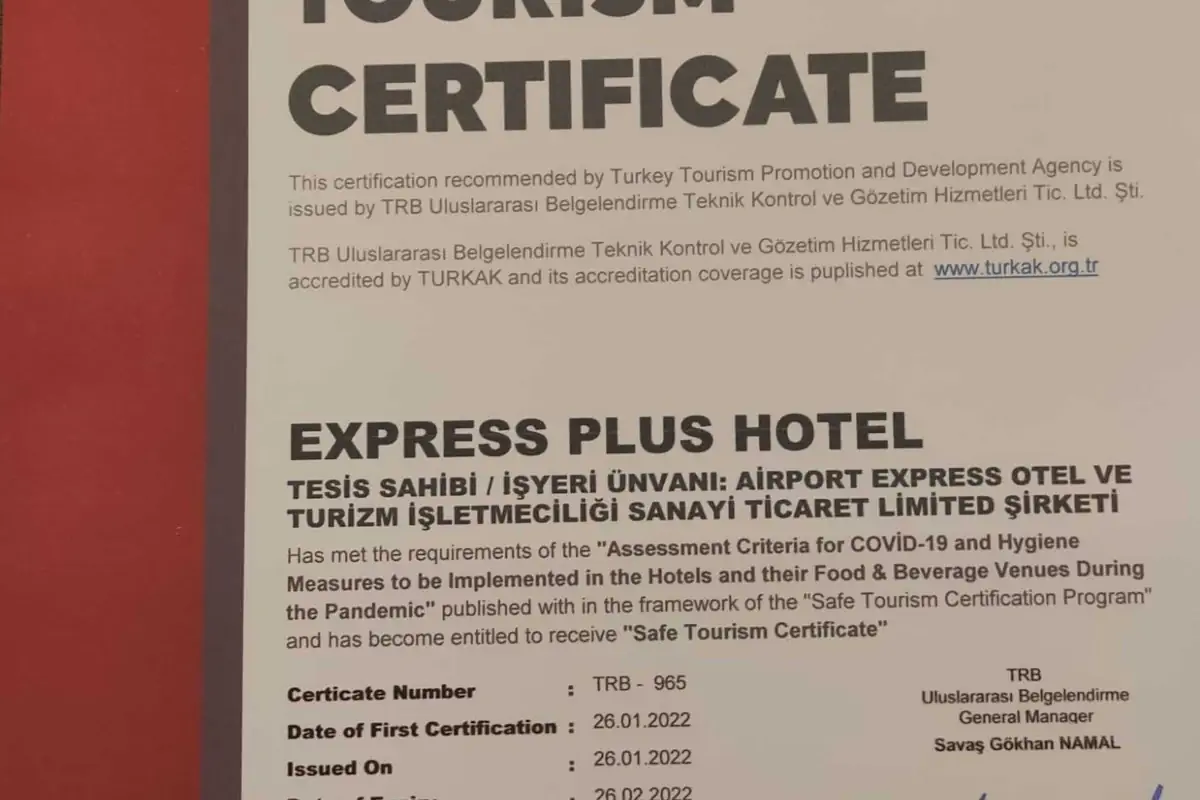 TOURISM
CERTIFICATE
This certification recommended by Turkey Tourism Promotion and Development Agency is
issued by TRB Uluslararası Belgelendirme Teknik Kontrol ve Gözetim Hizmetleri Tic. Ltd. Şti.
TRB Uluslararası Belgelendirme Teknik Kontrol ve Gözetim Hizmetleri Tic. Ltd. Şti., is
accredited by TURKAK and its accreditation coverage is puplished at www.turkak.org.tr
EXPRESS PLUS HOTEL
TESİS SAHİBİ / İŞYERİ ÜNVANI: AİRPORT EXPRESS OTEL VE
TURİZM İŞLETMECİLİĞİ SANAYİ TİCARET LİMİTED ŞİRKETİ
Has met the requirements of the "Assessment Criteria for COVİD-19 and Hygiene
Measures to be Implemented in the Hotels and their Food & Beverage Venues During
the Pandemic" published with in the framework of the "Safe Tourism Certification Program"
and has become entitled to receive "Safe Tourism Certificate"
Certicate Number : TRB - 965
Date of First Certification : 26.01.2022
Issued On : 26.01.2022
Date of : 26.02.2022
TRB
Uluslararası Belgelendirme
General Manager
Savaş Gökhan NAMAL